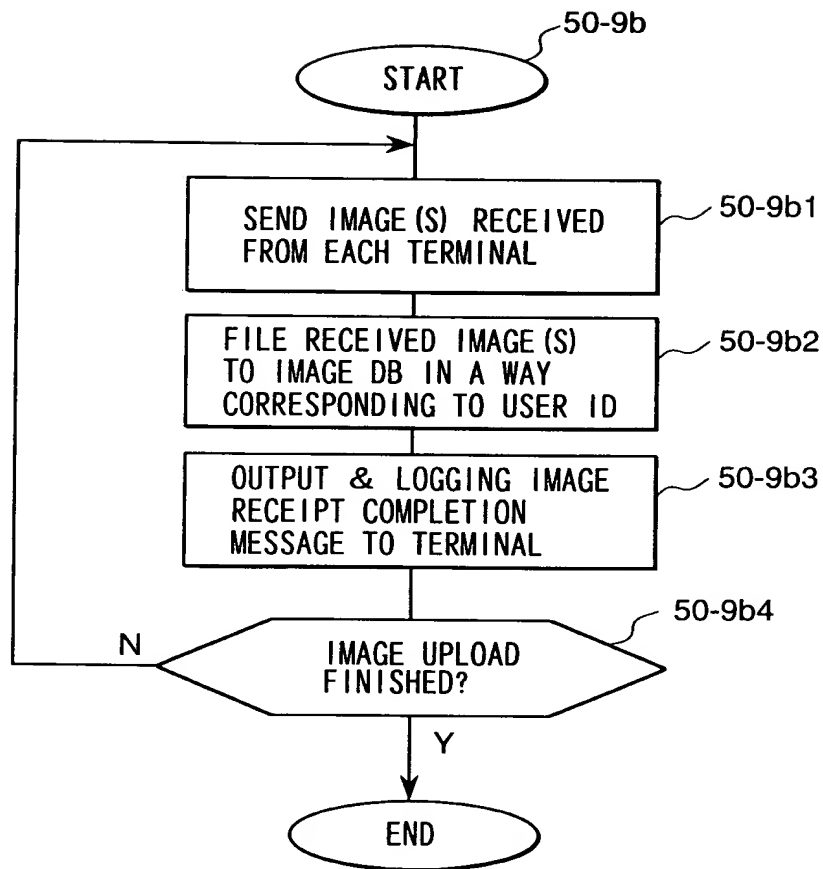 50-9b
START
50-9b1
SEND IMAGE(S) RECEIVED
FROM EACH TERMINAL
50-9b2
FILE RECEIVED IMAGE(S)
TO IMAGE DB IN A WAY
CORRESPONDING TO USER ID
50-9b3
OUTPUT & LOGGING IMAGE
RECEIPT COMPLETION
MESSAGE TO TERMINAL
50-9b4
N
IMAGE UPLOAD
FINISHED?
Y
END